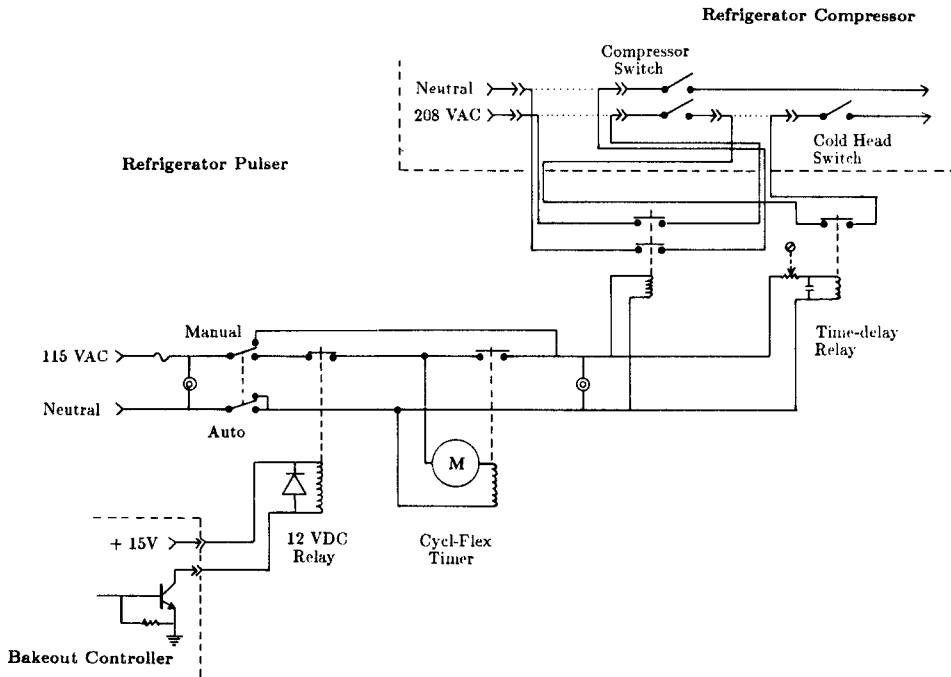 Refrigerator Compressor
Compressor
Switch
Neutral
208 VAC
Cold Head
Switch
Refrigerator Pulser
Manual
115 VAC
Time-delay
Relay
Neutral
Auto
M
+ 15V
12 VDC
Relay
Cycl-Flex
Timer
Bakeout Controller